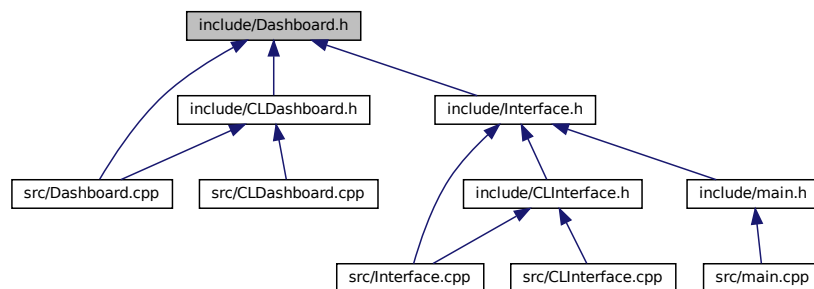 include/Dashboard.h
include/CLDashboard.h
include/Interface.h
src/Dashboard.cpp
src/CLDashboard.cpp
include/CLInterface.h
include/main.h
src/Interface.cpp
src/CLInterface.cpp
src/main.cpp